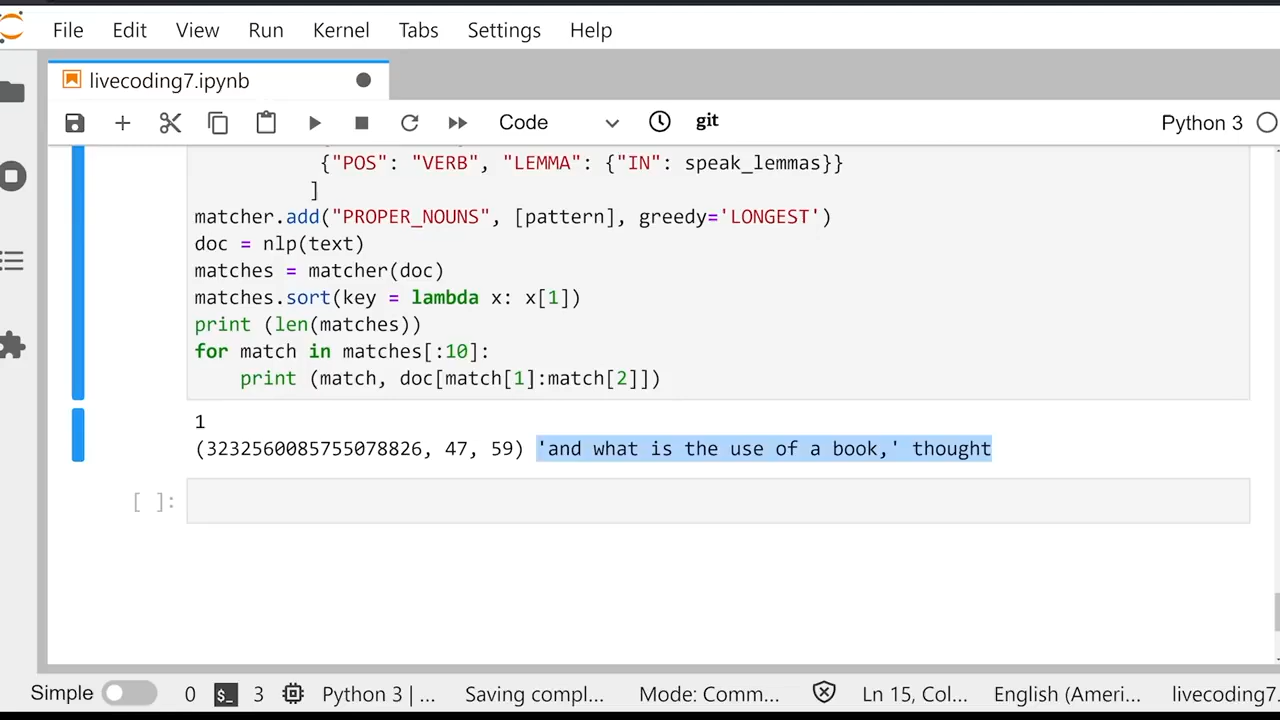 File Edit View Run Kernel Tabs Settings Help
livecoding7.ipynb
Code git Python 3
{"POS": "VERB", "LEMMA": {"IN": speak_lemmas}}
]
matcher.add("PROPER_NOUNS", [pattern], greedy='LONGEST')
doc = nlp(text)
matches = matcher(doc)
matches.sort(key = lambda x: x[1])
print (len(matches))
for match in matches[:10]:
    print (match, doc[match[1]:match[2]])
1
(3232560085755078826, 47, 59) 'and what is the use of a book,' thought
[ ]:
Simple 0 $_ 3 Python 3 | ... Saving compl... Mode: Comm... Ln 15, Col... English (Ameri... livecoding7.